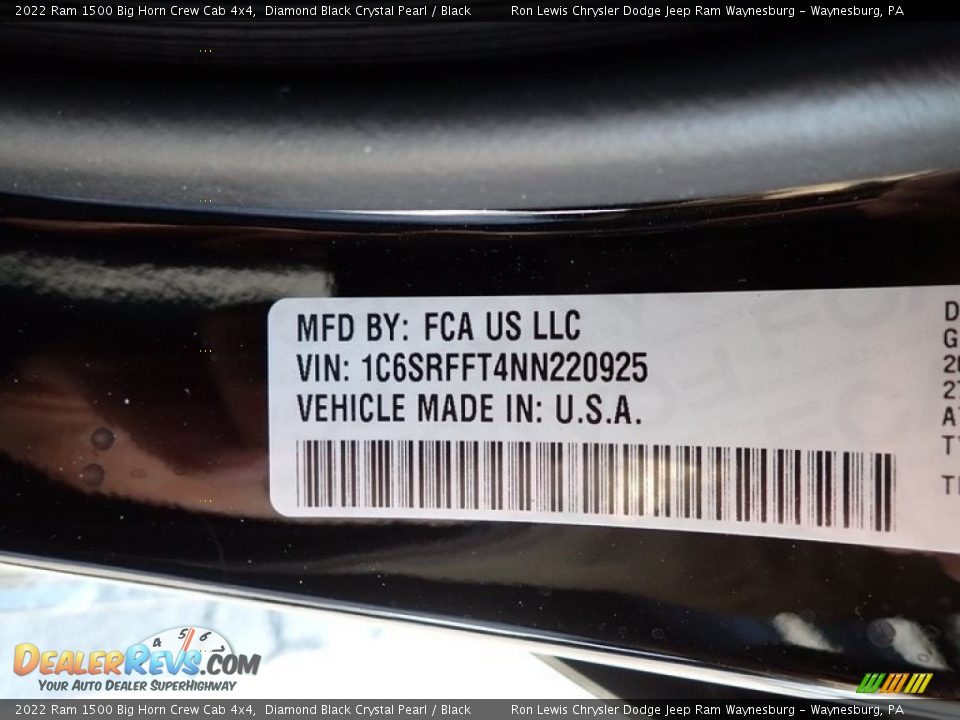 2022 Ram 1500 Big Horn Crew Cab 4x4, Diamond Black Crystal Pearl / Black Ron Lewis Chrysler Dodge Jeep Ram Waynesburg - Waynesburg, PA
MFD BY: FCA US LLC
VIN: 1C6SRFFT4NN220925
VEHICLE MADE IN: U.S.A.
4 5 6
DealerRevs.com
Your Auto Dealer SuperHighway
2022 Ram 1500 Big Horn Crew Cab 4x4, Diamond Black Crystal Pearl / Black Ron Lewis Chrysler Dodge Jeep Ram Waynesburg - Waynesburg, PA